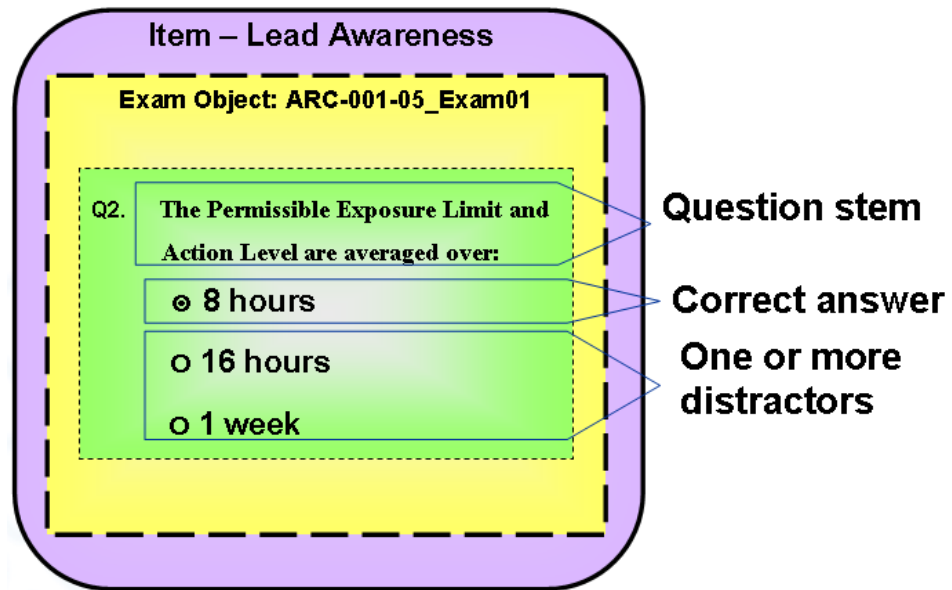 Item – Lead Awareness
Exam Object: ARC-001-05_Exam01
Q2. The Permissible Exposure Limit and
Action Level are averaged over:
8 hours
16 hours
1 week
Question stem
Correct answer
One or more
distractors